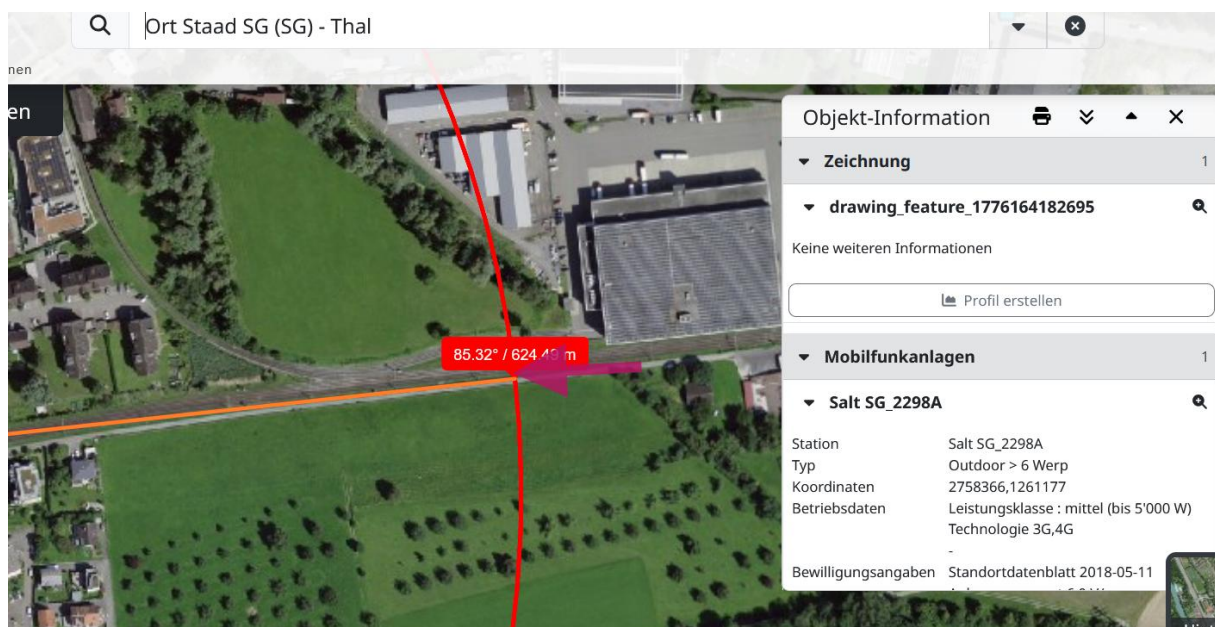 Ort Staad SG (SG) - Thal
nen
en
Objekt-Information
Zeichnung 1
drawing_feature_1776164182695
Keine weiteren Informationen
Profil erstellen
85.32° / 624.49 m
Mobilfunkanlagen 1
Salt SG_2298A
Station Salt SG_2298A
Typ Outdoor > 6 Werp
Koordinaten 2758366,1261177
Betriebsdaten Leistungsklasse : mittel (bis 5'000 W)
Technologie 3G,4G
-
Bewilligungsangaben Standortdatenblatt 2018-05-11